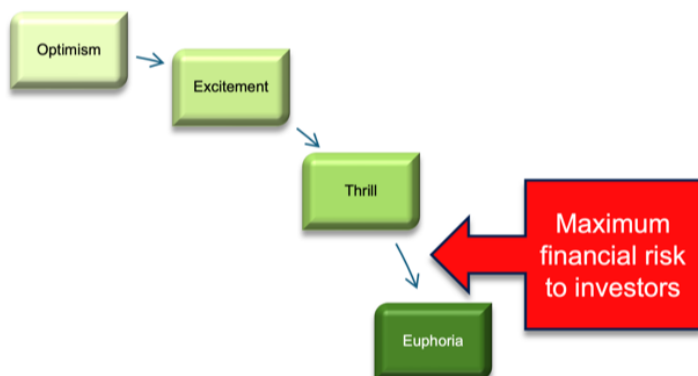 Optimism
Excitement
Thrill
Maximum
financial risk
to investors
Euphoria